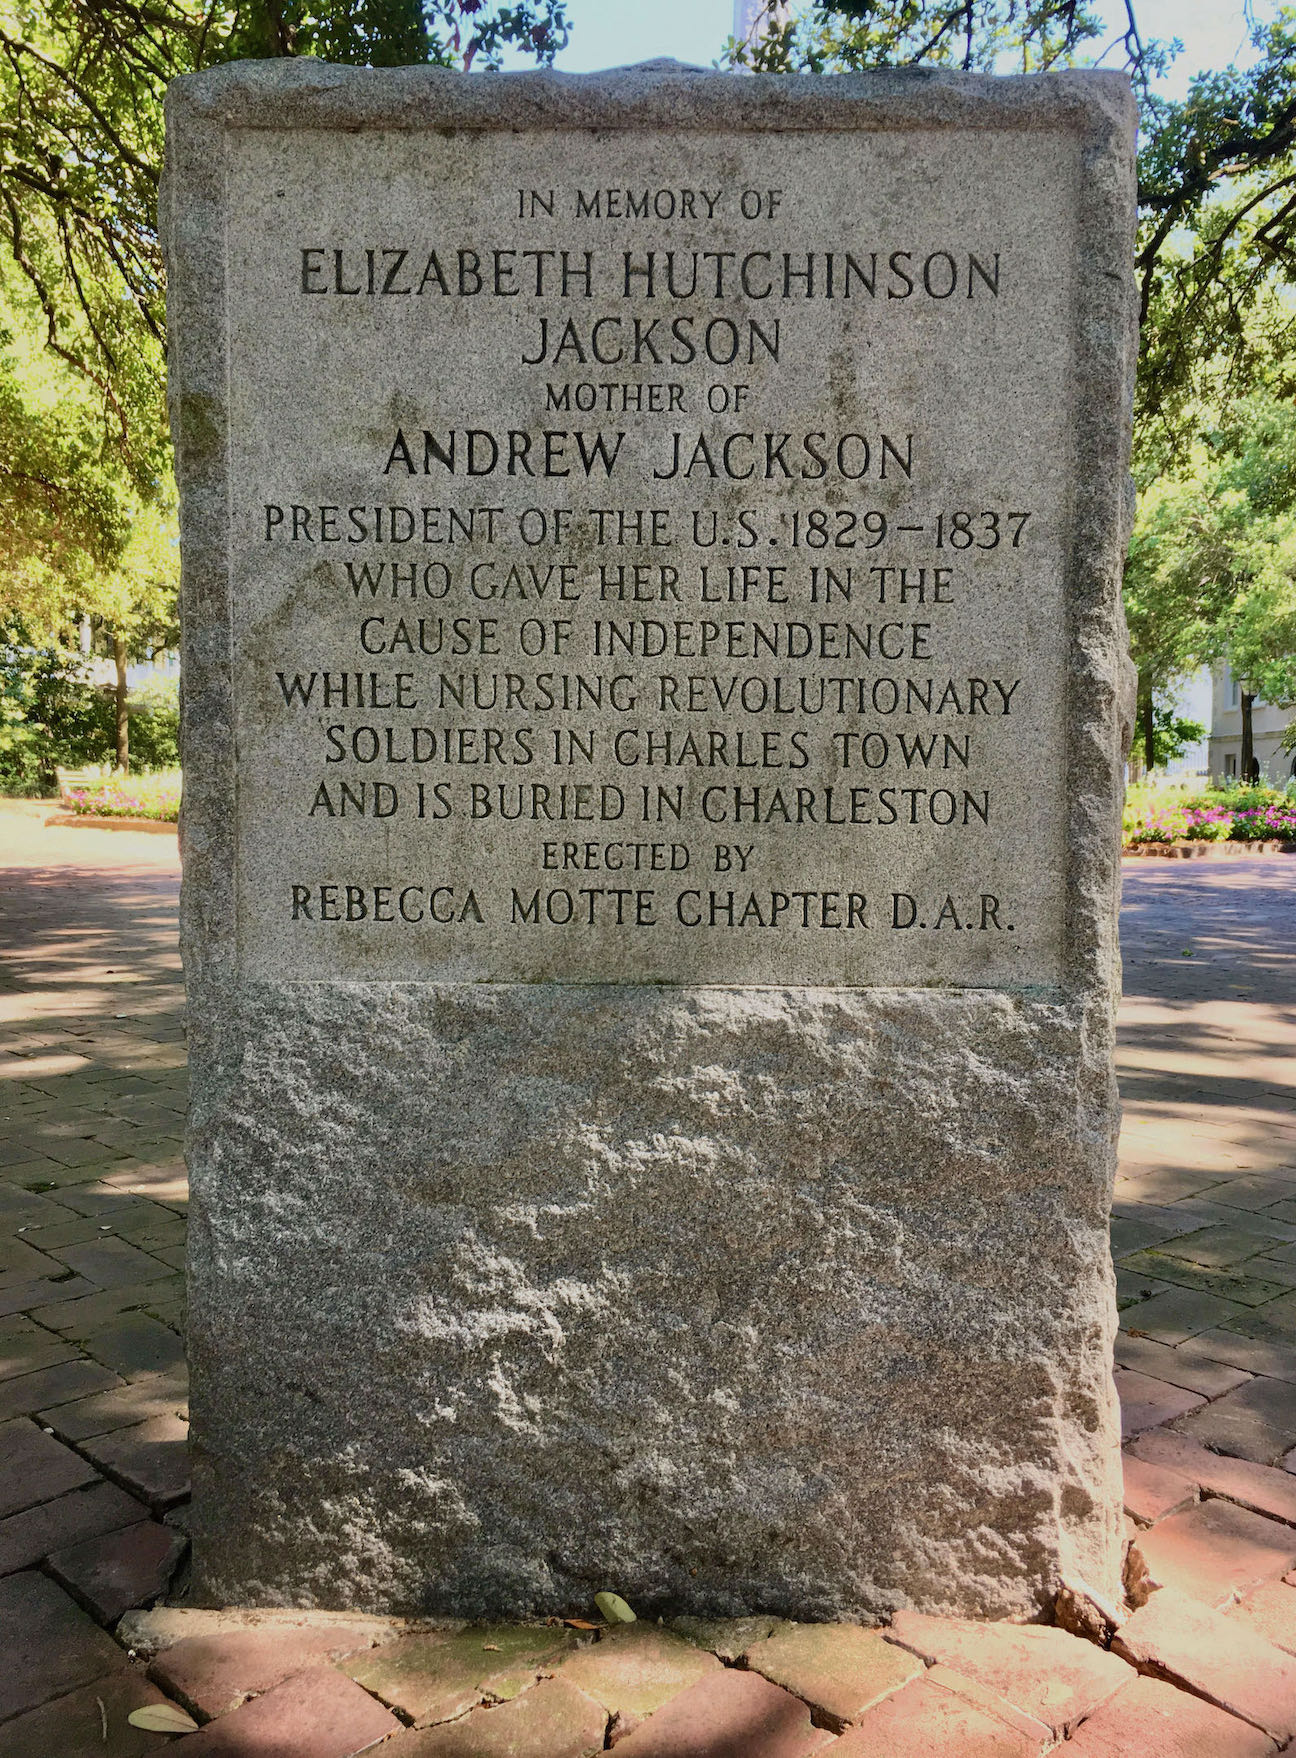 IN MEMORY OF
ELIZABETH HUTCHINSON
JACKSON
MOTHER OF
ANDREW JACKSON
PRESIDENT OF THE U.S. 1829-1837
WHO GAVE HER LIFE IN THE
CAUSE OF INDEPENDENCE
WHILE NURSING REVOLUTIONARY
SOLDIERS IN CHARLES TOWN
AND IS BURIED IN CHARLESTON
ERECTED BY
REBECCA MOTTE CHAPTER D.A.R.